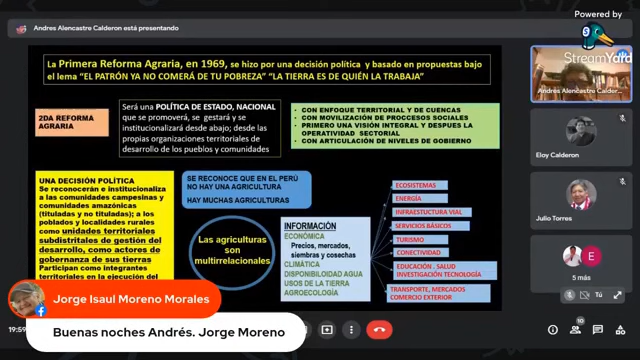 Powered by
StreamYard
Andres Alencastre Calderon está presentando
La Primera Reforma Agraria, en 1969, se hizo por una decisión política y basado en propuestas bajo
el lema “EL PATRÓN YA NO COMERÁ DE TU POBREZA” “LA TIERRA ES DE QUIÉN LA TRABAJA”
2DA REFORMA
AGRARIA
Será una POLÍTICA DE ESTADO, NACIONAL
que se promoverá, se gestará y se
institucionalizará desde abajo; desde las
propias organizaciones territoriales de
desarrollo de los pueblos y comunidades
- CON ENFOQUE TERRITORIAL Y DE CUENCAS
- CON MOVILIZACION DE PROCCESOS SOCIALES
- PRIMERO UNA VISIÓN INTEGRAL Y DESPUES LA
OPERATIVIDAD SECTORIAL
- CON ARTICULACIÓN DE NIVELES DE GOBIERNO
UNA DECISIÓN POLÍTICA
Se reconocerán e institucionaliza
a las comunidades campesinas y
comunidades amazónicas
(tituladas y no tituladas); a los
poblados y localidades rurales
como unidades territoriales
subdistritales de gestión del
desarrollo, como actores de
gobernanza de sus tierras
Participan como integrantes
territoriales en la ejecución del
SE RECONOCE QUE EN EL PERÚ
NO HAY UNA AGRICULTURA
HAY MUCHAS AGRICULTURAS
Las agriculturas
son
multirrelacionales
INFORMACIÓN
ECONÓMICA
Precios, mercados,
siembras y cosechas
CLIMÁTICA
DISPONIBILOIDAD AGUA
USOS DE LA TIERRA
AGROECOLOGÍA
ECOSISTEMAS
ENERGÍA
INFRAESTUCTURA VIAL
SERVICIOS BÁSICOS
TURISMO
CONECTIVIDAD
EDUCACIÓN . SALUD
INVESTIGACIÓN TECNOLOGÍA
TRANSPORTE, MERCADOS
COMERCIO EXTERIOR
Andrés Alencastre Calder...
Eloy Calderon
Julio Torres
E
5 más
Tú
10
19:59
Jorge Isaul Moreno Morales
Buenas noches Andrés. Jorge Moreno